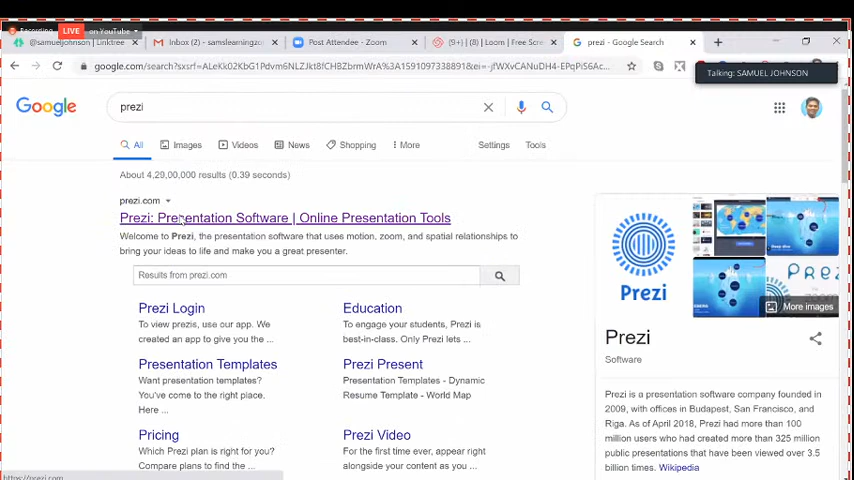 Recording LIVE on YouTube
@samueljohnson | Linktree
Inbox (2) - samslearningzo
Post Attendee - Zoom
(9+) | (8) | Loom | Free Scre
prezi - Google Search
google.com/search?sxsrf=ALeKk02KbG1Pdvm6NLZJkt8fCHBZbrmWrA%3A1591097338891&ei=-jfWXvCANuDH4-EPqPi56Ac...
Talking: SAMUEL JOHNSON
Google
prezi
All Images Videos News Shopping More Settings Tools
About 4,29,00,000 results (0.39 seconds)
prezi.com
Prezi: Presentation Software | Online Presentation Tools
Welcome to Prezi, the presentation software that uses motion, zoom, and spatial relationships to
bring your ideas to life and make you a great presenter.
Results from prezi.com
Prezi Login
To view prezis, use our app. We
created an app to give you the ...
Education
To engage your students, Prezi is
best-in-class. Only Prezi lets ...
Presentation Templates
Want presentation templates?
You've come to the right place.
Here ...
Prezi Present
Presentation Templates - Dynamic
Resume Template - World Map
Pricing
Which Prezi plan is right for you?
Compare plans to find the ...
Prezi Video
For the first time ever, appear right
alongside your content as you ...
Prezi
More images
Prezi
Software
Prezi is a presentation software company founded in
2009, with offices in Budapest, San Francisco, and
Riga. As of April 2018, Prezi had more than 100
million users who had created more than 325 million
public presentations that have been viewed over 3.5
billion times. Wikipedia
https://prezi.com